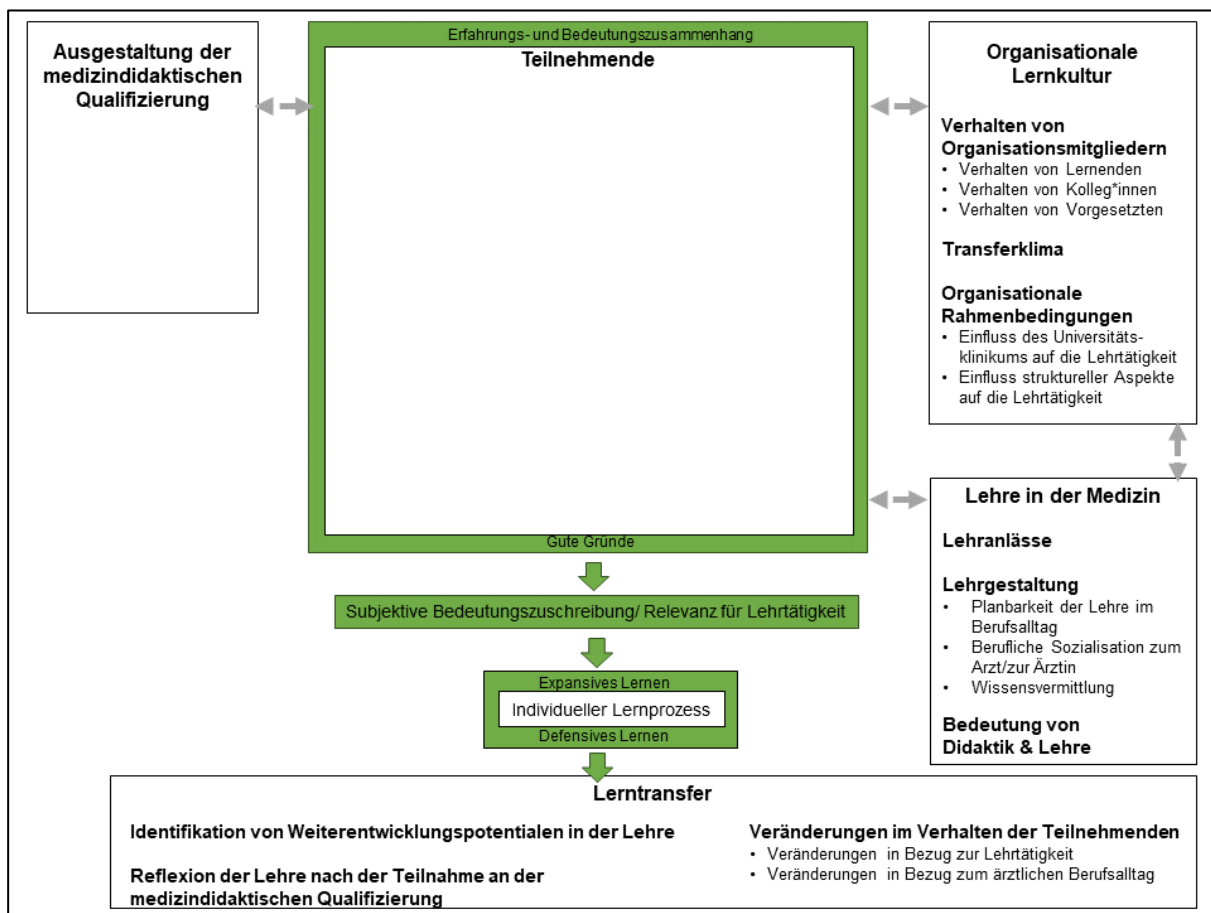 Ausgestaltung der
medizindidaktischen
Qualifizierung
Erfahrungs- und Bedeutungszusammenhang
Teilnehmende
Gute Gründe
Organisationale
Lernkultur
Verhalten von
Organisationsmitgliedern
• Verhalten von Lernenden
• Verhalten von Kolleg*innen
• Verhalten von Vorgesetzten
Transferklima
Organisationale
Rahmenbedingungen
• Einfluss des Universitäts-
klinikums auf die Lehrtätigkeit
• Einfluss struktureller Aspekte
auf die Lehrtätigkeit
Lehre in der Medizin
Lehranlässe
Lehrgestaltung
• Planbarkeit der Lehre im
Berufsalltag
• Berufliche Sozialisation zum
Arzt/zur Ärztin
• Wissensvermittlung
Bedeutung von
Didaktik & Lehre
Subjektive Bedeutungszuschreibung/ Relevanz für Lehrtätigkeit
Expansives Lernen
Individueller Lernprozess
Defensives Lernen
Lerntransfer
Identifikation von Weiterentwicklungspotentialen in der Lehre
Reflexion der Lehre nach der Teilnahme an der
medizindidaktischen Qualifizierung
Veränderungen im Verhalten der Teilnehmenden
• Veränderungen in Bezug zur Lehrtätigkeit
• Veränderungen in Bezug zum ärztlichen Berufsalltag